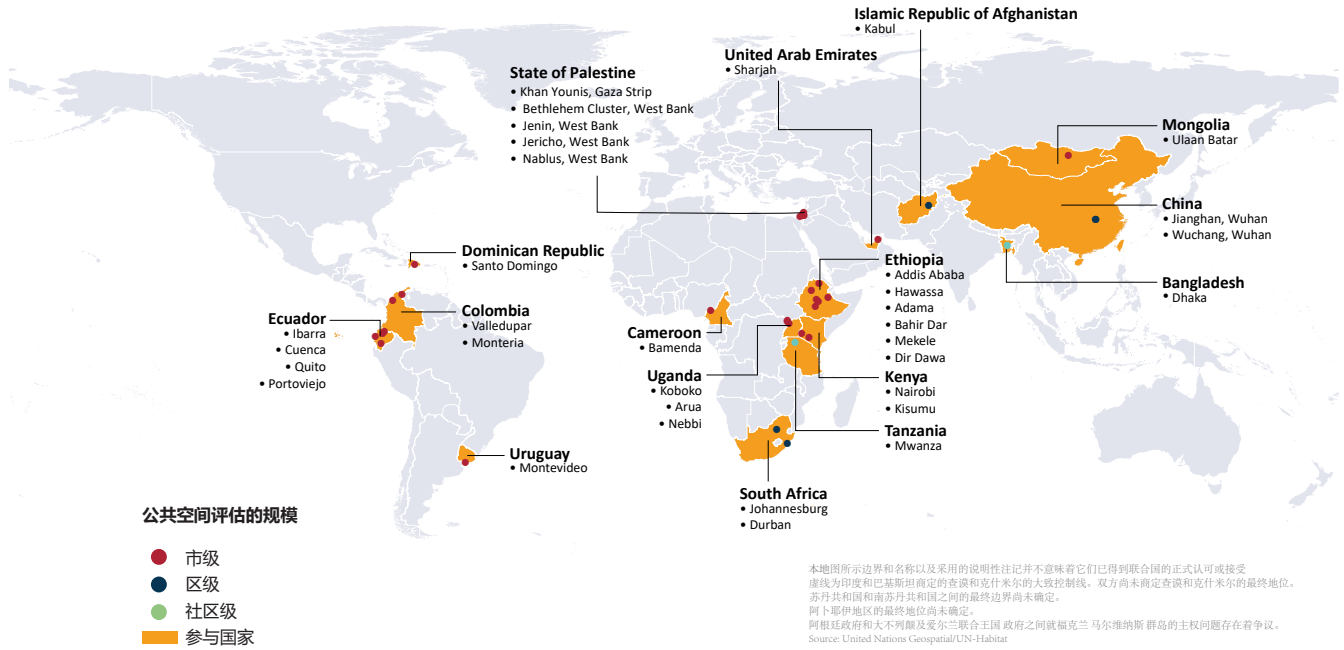 Islamic Republic of Afghanistan
• Kabul
United Arab Emirates
• Sharjah
State of Palestine
• Khan Younis, Gaza Strip
• Bethlehem Cluster, West Bank
• Jenin, West Bank
• Jericho, West Bank
• Nablus, West Bank
Mongolia
• Ulaan Batar
China
• Jianghan, Wuhan
• Wuchang, Wuhan
Dominican Republic
• Santo Domingo
Ethiopia
• Addis Ababa
• Hawassa
• Adama
• Bahir Dar
• Mekele
• Dir Dawa
Bangladesh
• Dhaka
Colombia
• Valledupar
• Monteria
Ecuador
• Ibarra
• Cuenca
• Quito
• Portoviejo
Cameroon
• Bamenda
Uganda
• Koboko
• Arua
• Nebbi
Kenya
• Nairobi
• Kisumu
Tanzania
• Mwanza
Uruguay
• Montevideo
South Africa
• Johannesburg
• Durban
公共空间评估的规模
市级
区级
社区级
参与国家
本地图所示边界和名称以及采用的说明性注记并不意味着它们已得到联合国的正式认可或接受
虚线为印度和巴基斯坦商定的查谟和克什米尔的大致控制线。双方尚未商定查谟和克什米尔的最终地位。
苏丹共和国和南苏丹共和国之间的最终边界尚未确定。
阿卜耶伊地区的最终地位尚未确定。
阿根廷政府和大不列颠及爱尔兰联合王国 政府之间就福克兰 马尔维纳斯 群岛的主权问题存在着争议。
Source: United Nations Geospatial/UN-Habitat